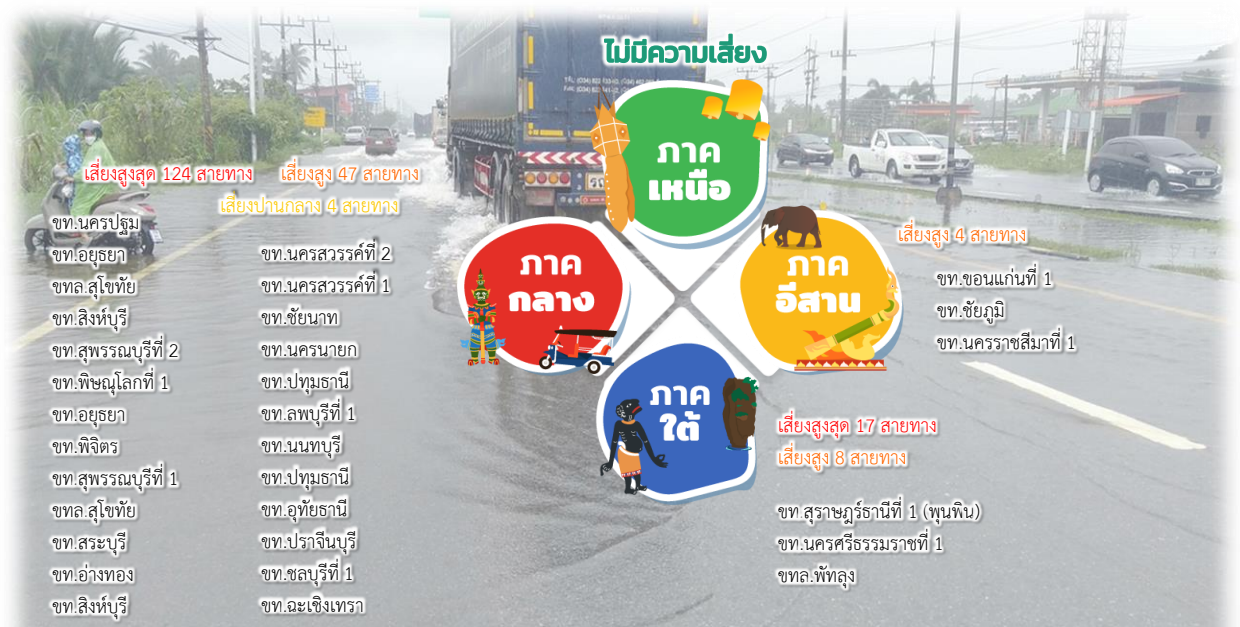 ไม่มีความเสี่ยง
ภาค
เหนือ
เสี่ยงสูงสุด 124 สายทาง
เสี่ยงสูง 47 สายทาง
เสี่ยงปานกลาง 4 สายทาง
ขท.นครปฐม
ขท.อยุธยา
ขทล.สุโขทัย
ขท.สิงห์บุรี
ขท.สุพรรณบุรีที่ 2
ขท.พิษณุโลกที่ 1
ขท.อยุธยา
ขท.พิจิตร
ขท.สุพรรณบุรีที่ 1
ขทล.สุโขทัย
ขท.สระบุรี
ขท.อ่างทอง
ขท.สิงห์บุรี
ขท.นครสวรรค์ที่ 2
ขท.นครสวรรค์ที่ 1
ขท.ชัยนาท
ขท.นครนายก
ขท.ปทุมธานี
ขท.ลพบุรีที่ 1
ขท.นนทบุรี
ขท.ปทุมธานี
ขท.อุทัยธานี
ขท.ปราจีนบุรี
ขท.ชลบุรีที่ 1
ขท.ฉะเชิงเทรา
ภาค
กลาง
ภาค
อีสาน
เสี่ยงสูง 4 สายทาง
ขท.ขอนแก่นที่ 1
ขท.ชัยภูมิ
ขท.นครราชสีมาที่ 1
ภาค
ใต้
เสี่ยงสูงสุด 17 สายทาง
เสี่ยงสูง 8 สายทาง
ขท.สุราษฎร์ธานีที่ 1 (พุนพิน)
ขท.นครศรีธรรมราชที่ 1
ขทล.พัทลุง